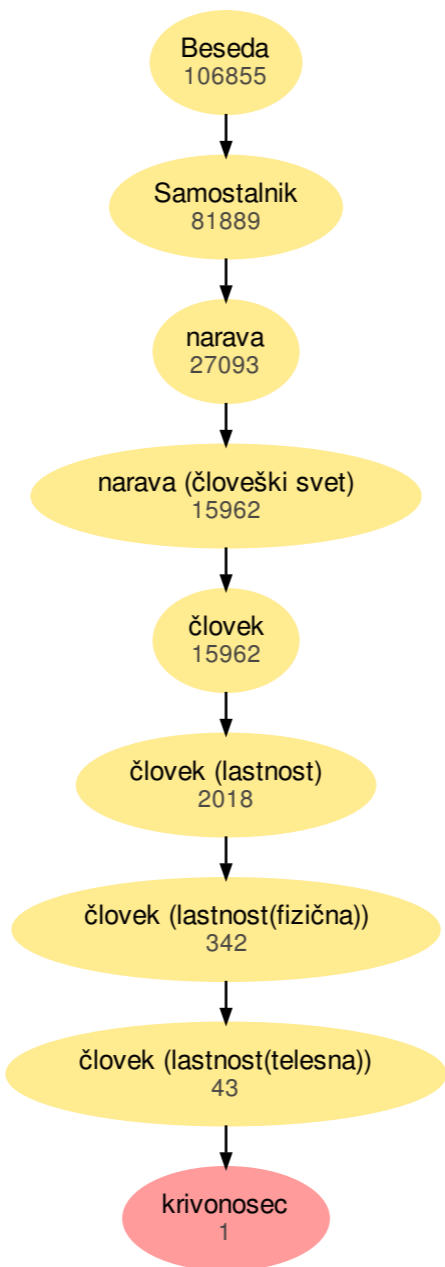 Beseda
106855
Samostalnik
81889
narava
27093
narava (človeški svet)
15962
človek
15962
človek (lastnost)
2018
človek (lastnost(fizična))
342
človek (lastnost(telesna))
43
krivonosec
1